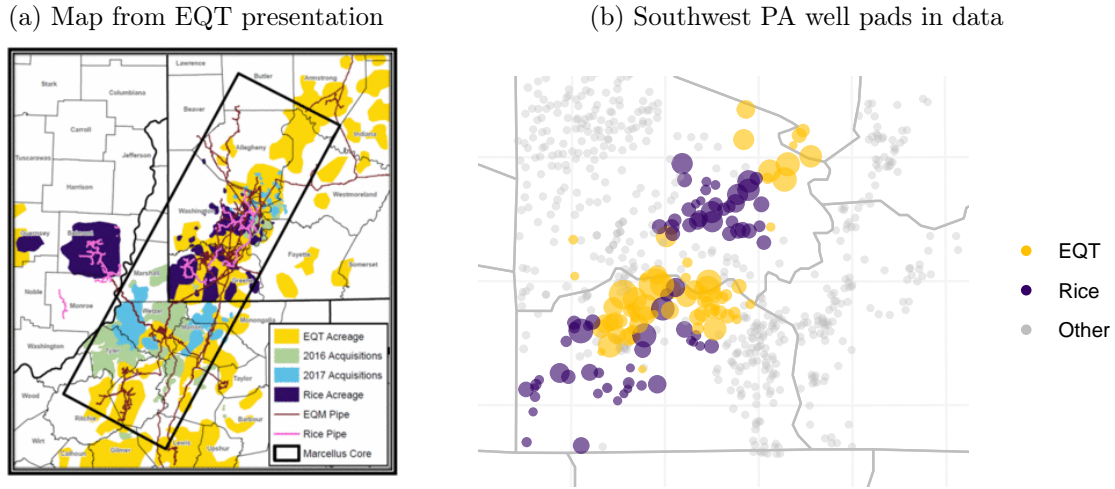 (a) Map from EQT presentation
(b) Southwest PA well pads in data
Lawrence
Butler
Armstrong
Stark
Columbiana
Beaver
Carroll
Indiana
Jefferson
Allegheny
Tuscarawas
Harrison
Westmoreland
Washington
Guernsey
Belmont
Fayette
Somerset
Marshall
Greene
Noble
Monroe
Wetzel
Monongalia
Marion
Washington
Tyler
Taylor
Wood
Ritchie
Barbour
Wirt
Lewis
Calhoun
Gilmer
Upshur
EQT Acreage
2016 Acquisitions
2017 Acquisitions
Rice Acreage
EQM Pipe
Rice Pipe
Marcellus Core
EQT
Rice
Other